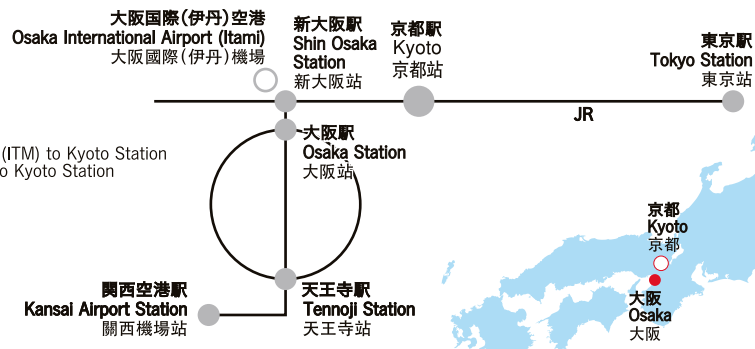 大阪国際(伊丹)空港
Osaka International Airport (Itami)
大阪國際(伊丹)機場
新大阪駅
Shin Osaka
Station
新大阪站
京都駅
Kyoto
京都站
東京駅
Tokyo Station
東京站
JR
大阪駅
Osaka Station
大阪站
(ITM) to Kyoto Station
to Kyoto Station
関西空港駅
Kansai Airport Station
關西機場站
天王寺駅
Tennoji Station
天王寺站
京都
Kyoto
京都
大阪
Osaka
大阪